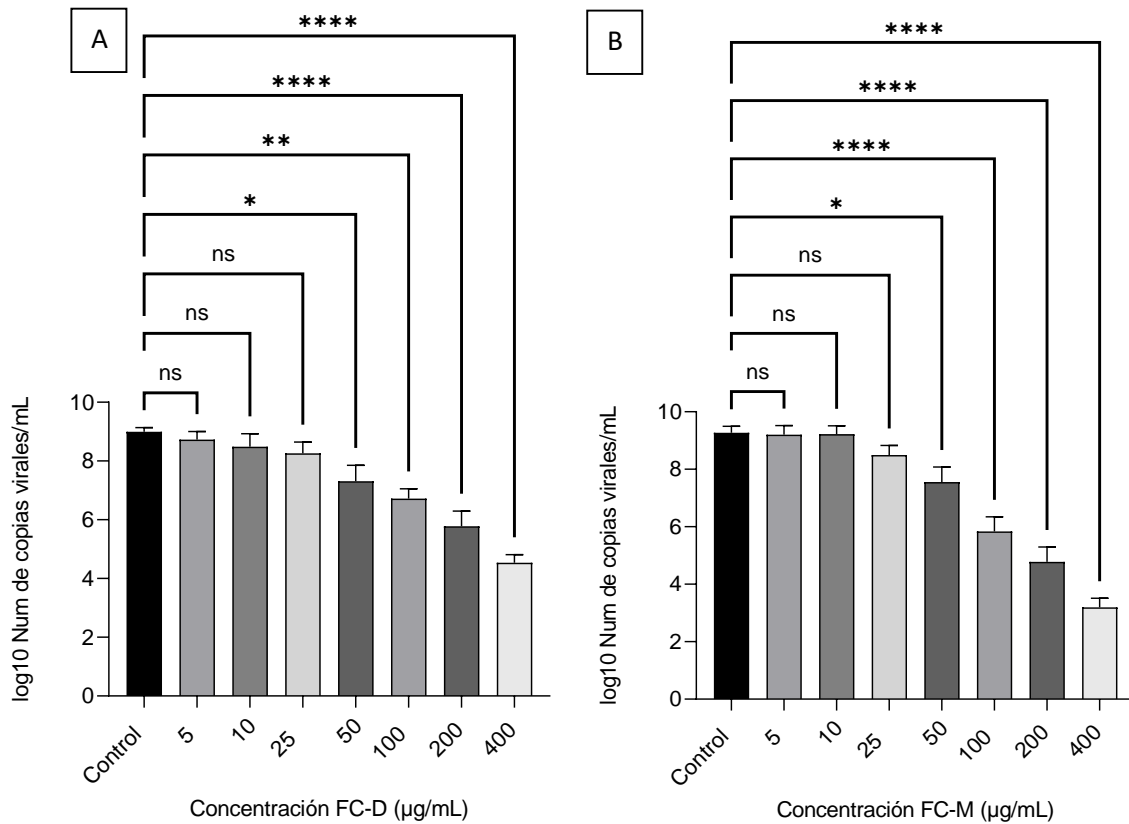 A
****
****
**
*
ns
ns
ns
10
8
6
4
2
0
log10 Num de copias virales/mL
Control
5
10
25
50
100
200
400
Concentración FC-D (µg/mL)
B
****
****
****
*
ns
ns
ns
10
8
6
4
2
0
log10 Num de copias virales/mL
Control
5
10
25
50
100
200
400
Concentración FC-M (µg/mL)